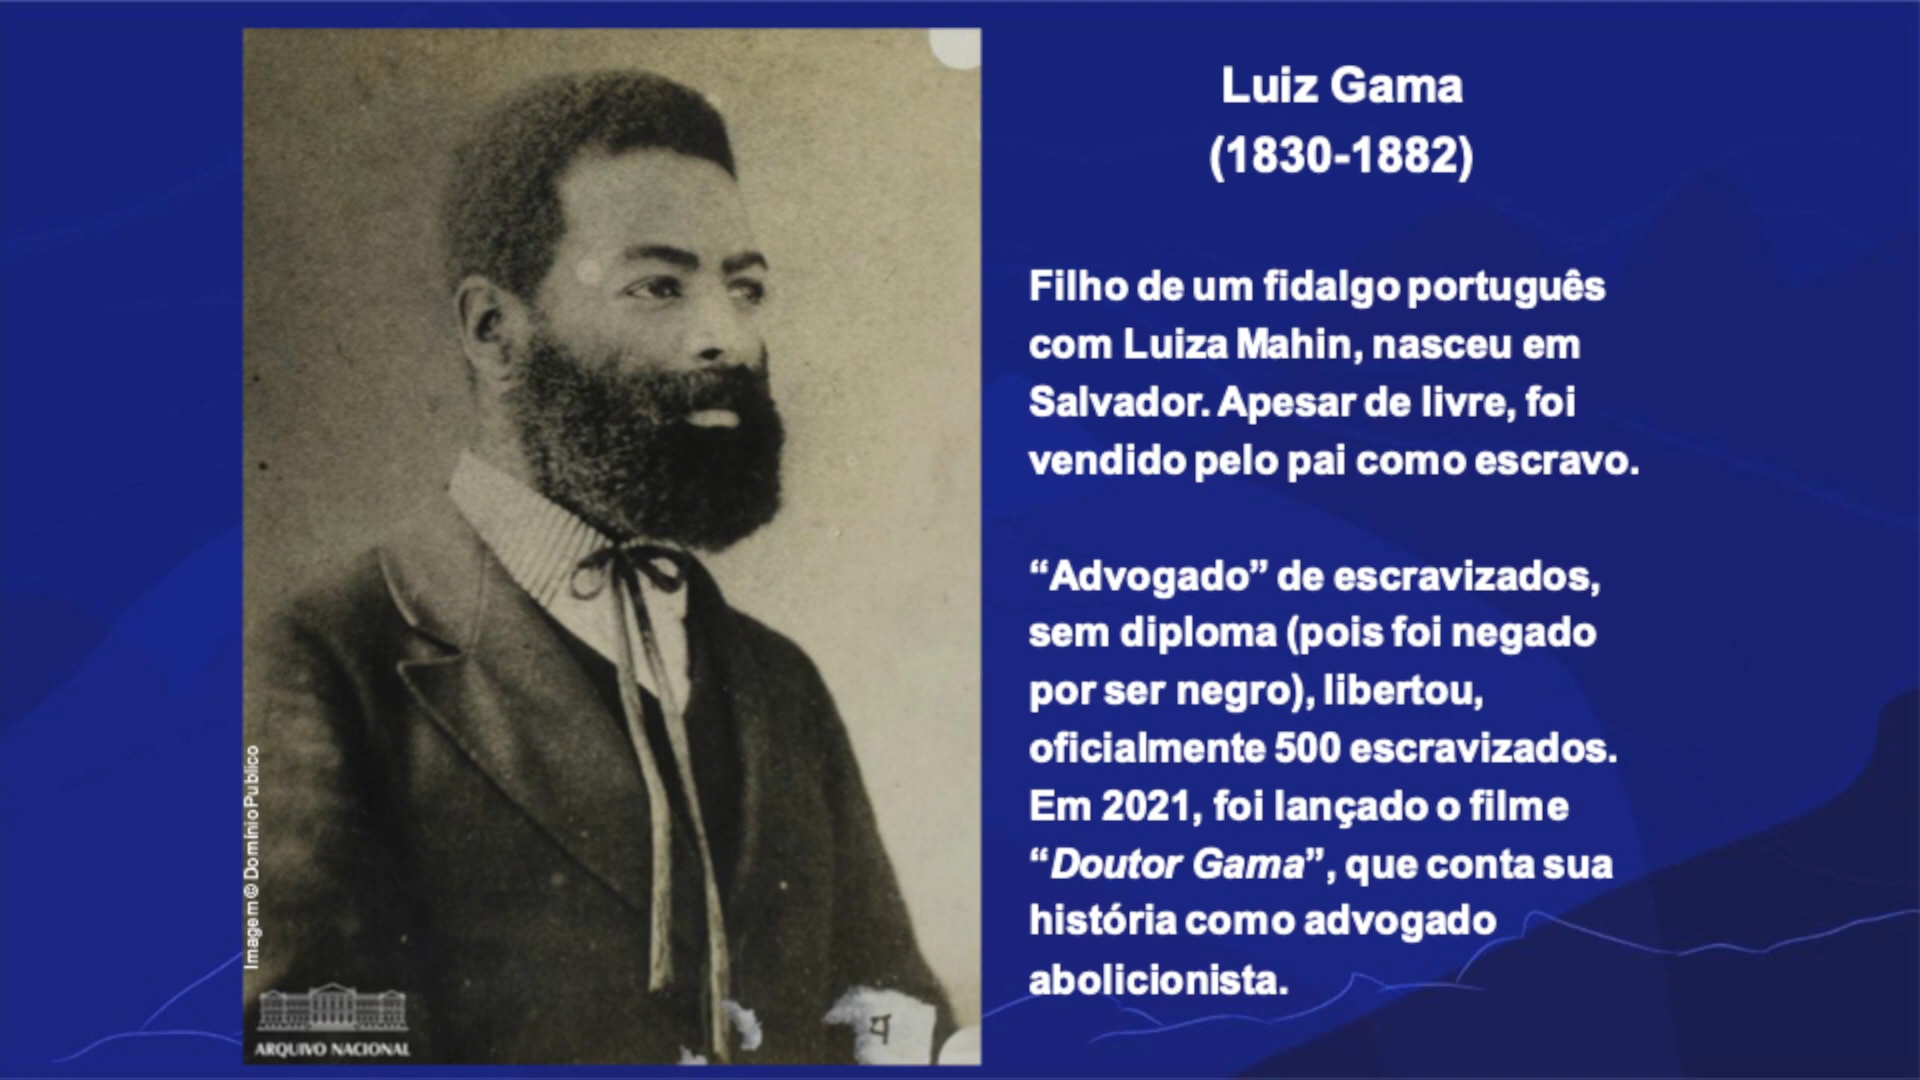 Luiz Gama
(1830-1882)
Filho de um fidalgo português
com Luiza Mahin, nasceu em
Salvador. Apesar de livre, foi
vendido pelo pai como escravo.
“Advogado” de escravizados,
sem diploma (pois foi negado
por ser negro), libertou,
oficialmente 500 escravizados.
Em 2021, foi lançado o filme
“Doutor Gama”, que conta sua
história como advogado
abolicionista.
Imagem © Domínio Publico
ARQUIVO NACIONAL